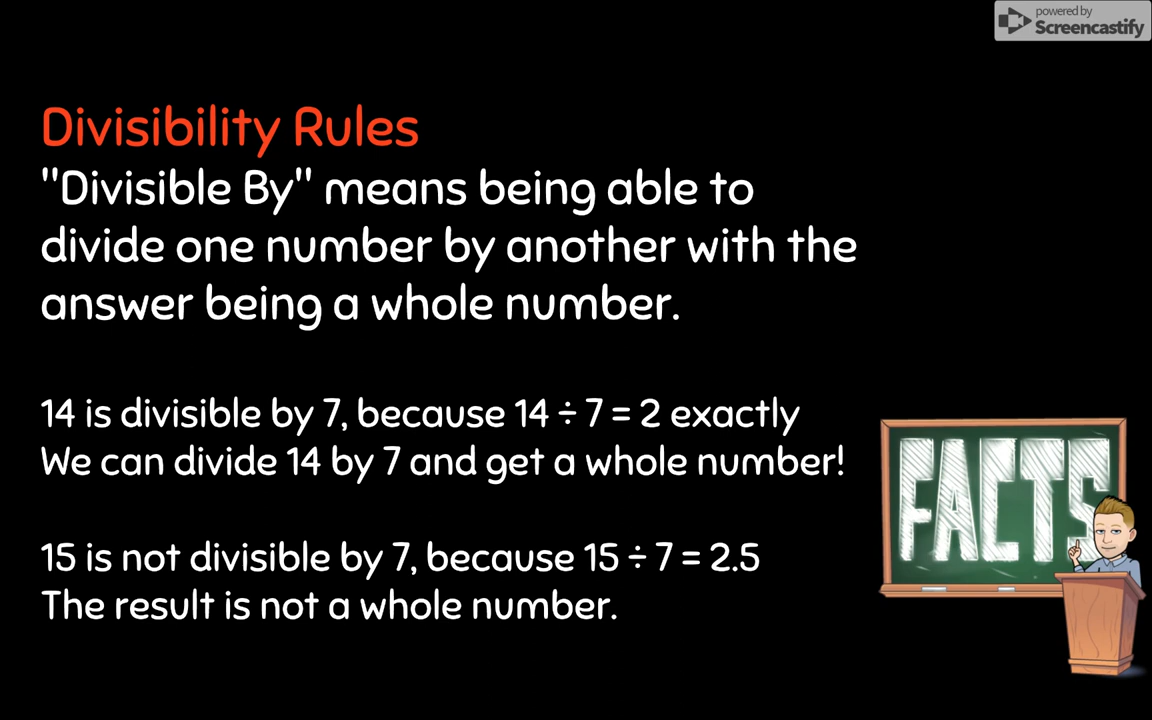 powered by
Screencastify
Divisibility Rules
"Divisible By" means being able to
divide one number by another with the
answer being a whole number.
14 is divisible by 7, because 14 ÷ 7 = 2 exactly
We can divide 14 by 7 and get a whole number!
15 is not divisible by 7, because 15 ÷ 7 = 2.5
The result is not a whole number.
FACTS